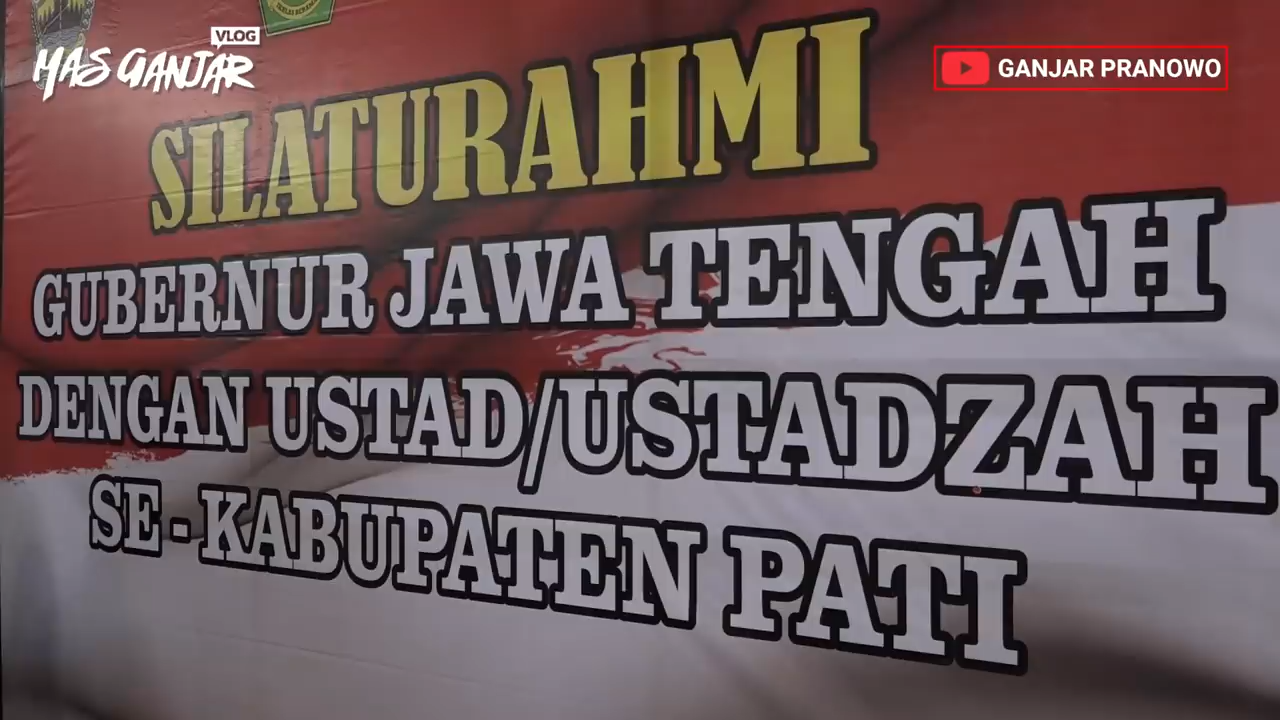 VLOG
MAS GANJAR
GANJAR PRANOWO
SILATURAHMI
GUBERNUR JAWA TENGAH
DENGAN USTAD/USTADZAH
SE - KABUPATEN PATI